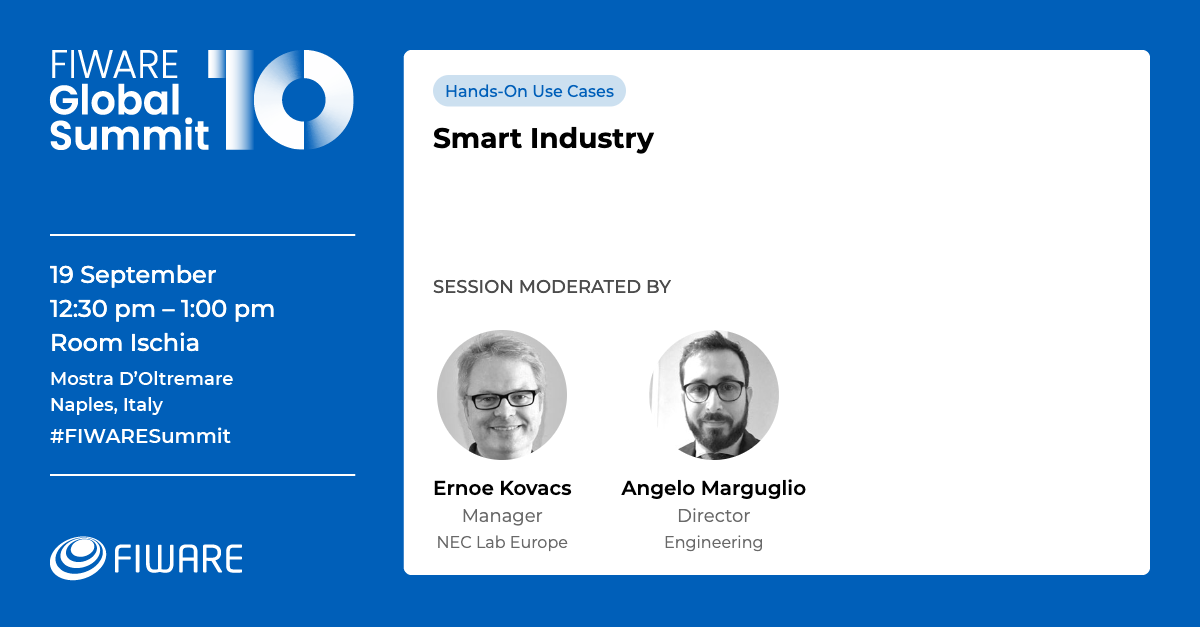 FIWARE
Global
Summit
10
19 September
12:30 pm – 1:00 pm
Room Ischia
Mostra D’Oltremare
Naples, Italy
#FIWARESummit
FIWARE
Hands-On Use Cases
Smart Industry
SESSION MODERATED BY
Ernoe Kovacs
Manager
NEC Lab Europe
Angelo Marguglio
Director
Engineering